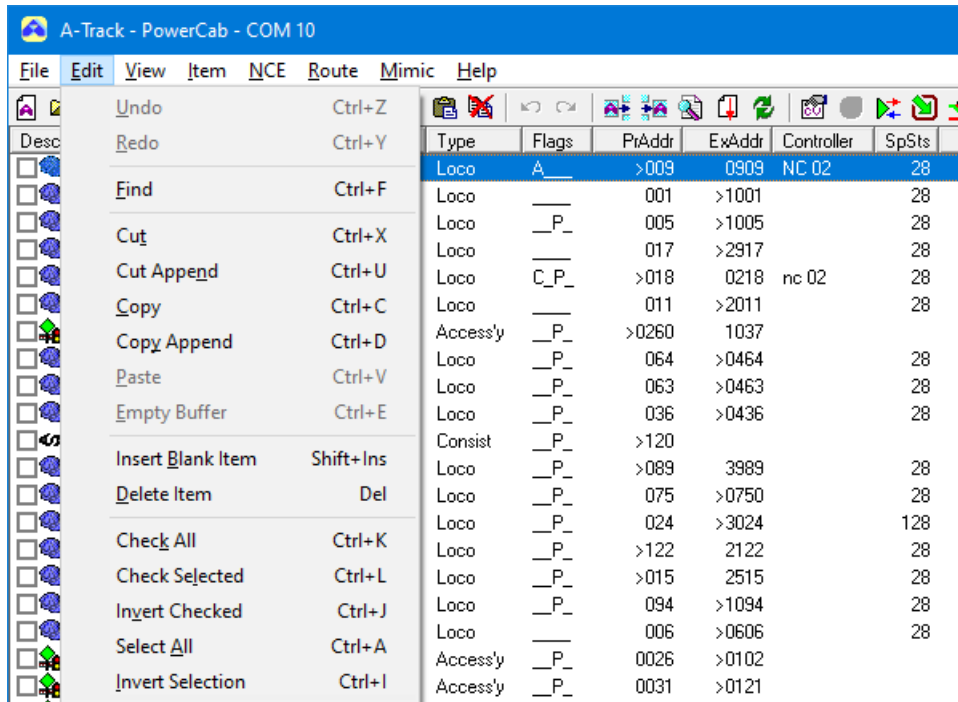 A-Track - PowerCab - COM 10
File Edit View Item NCE Route Mimic Help
Desc Type Flags PrAddr ExAddr Controller SpSts
Undo Ctrl+Z
Redo Ctrl+Y
Find Ctrl+F
Cut Ctrl+X
Cut Append Ctrl+U
Copy Ctrl+C
Copy Append Ctrl+D
Paste Ctrl+V
Empty Buffer Ctrl+E
Insert Blank Item Shift+Ins
Delete Item Del
Check All Ctrl+K
Check Selected Ctrl+L
Invert Checked Ctrl+J
Select All Ctrl+A
Invert Selection Ctrl+I
Loco A___ >009 0909 NC 02 28
Loco ____ 001 >1001 28
Loco __P_ 005 >1005 28
Loco ____ 017 >2917 28
Loco C_P_ >018 0218 nc 02 28
Loco ____ 011 >2011 28
Access'y __P_ >0260 1037
Loco __P_ 064 >0464 28
Loco __P_ 063 >0463 28
Loco __P_ 036 >0436 28
Consist __P_ >120
Loco __P_ >089 3989 28
Loco __P_ 075 >0750 28
Loco __P_ 024 >3024 128
Loco __P_ >122 2122 28
Loco __P_ >015 2515 28
Loco __P_ 094 >1094 28
Loco ____ 006 >0606 28
Access'y __P_ 0026 >0102
Access'y __P_ 0031 >0121